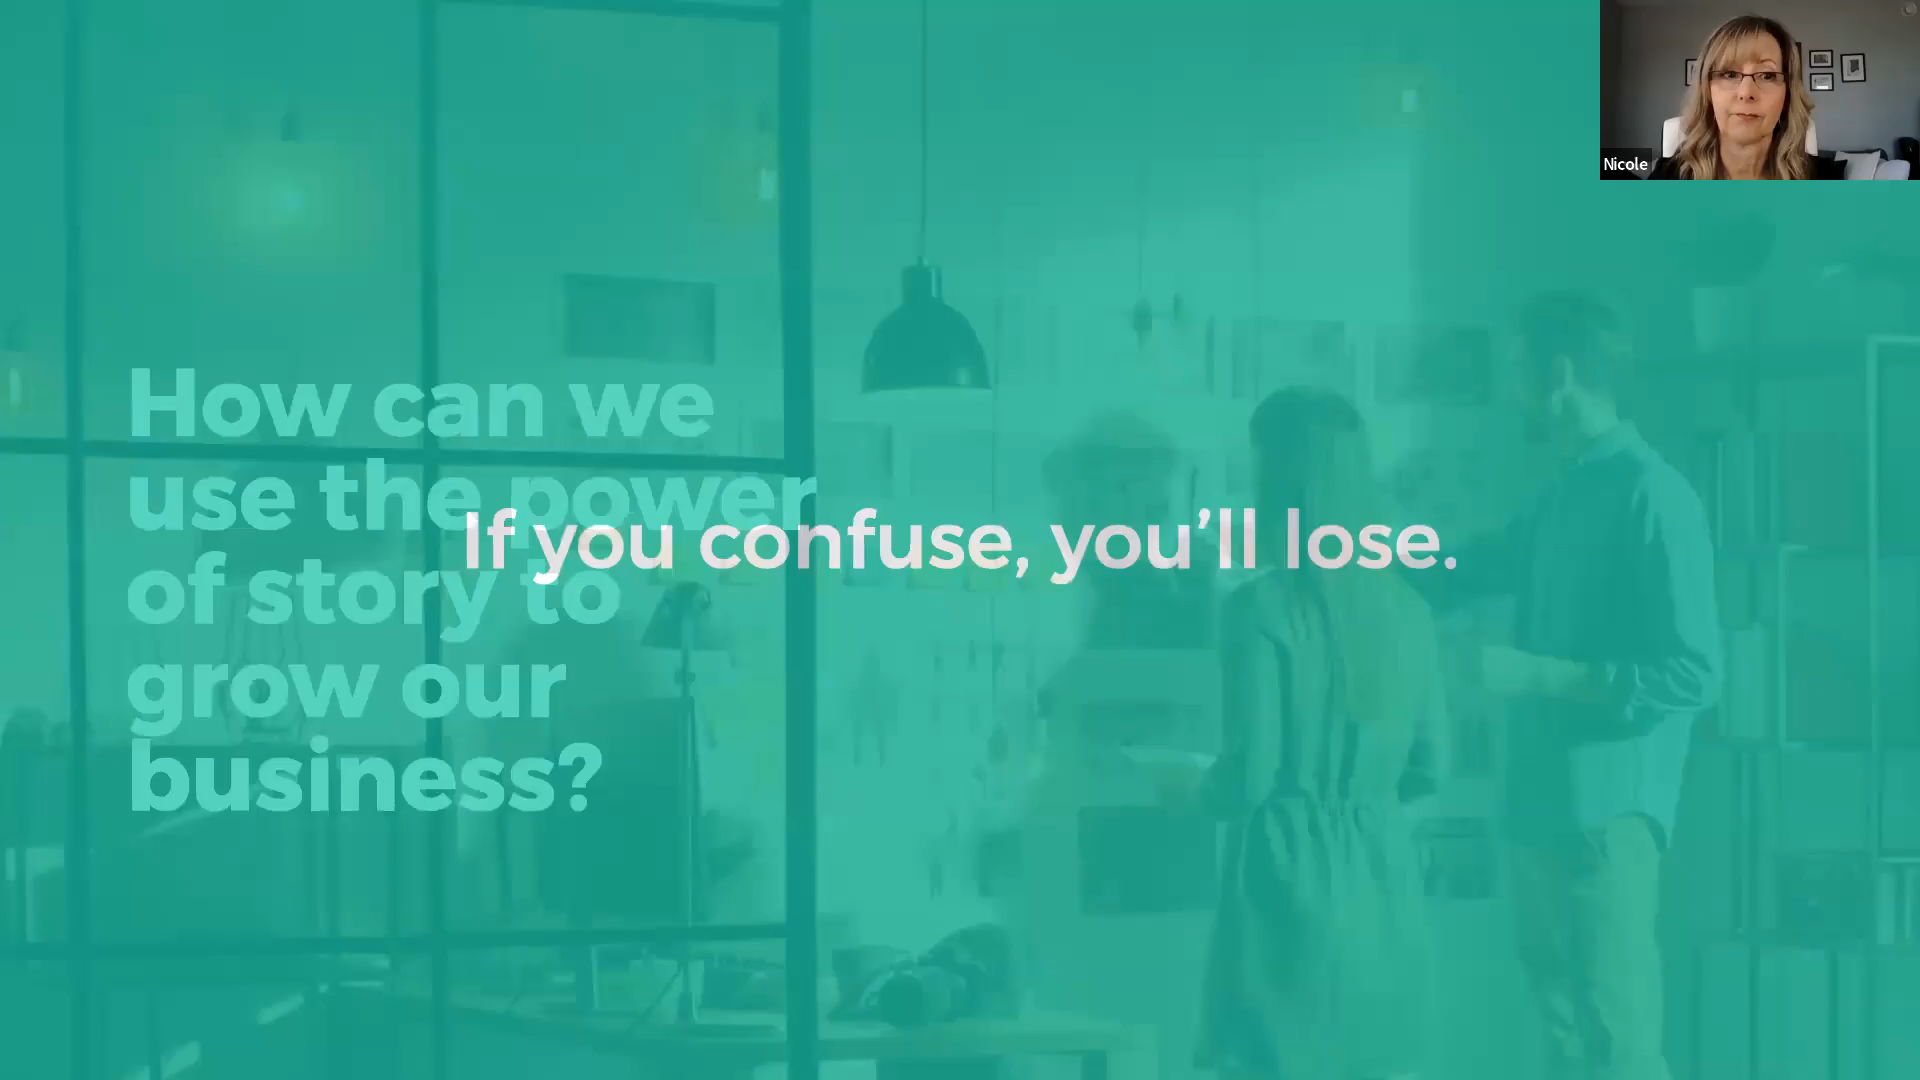 Nicole
How can we
use the power
of story to
grow our
business?
If you confuse, you’ll lose.